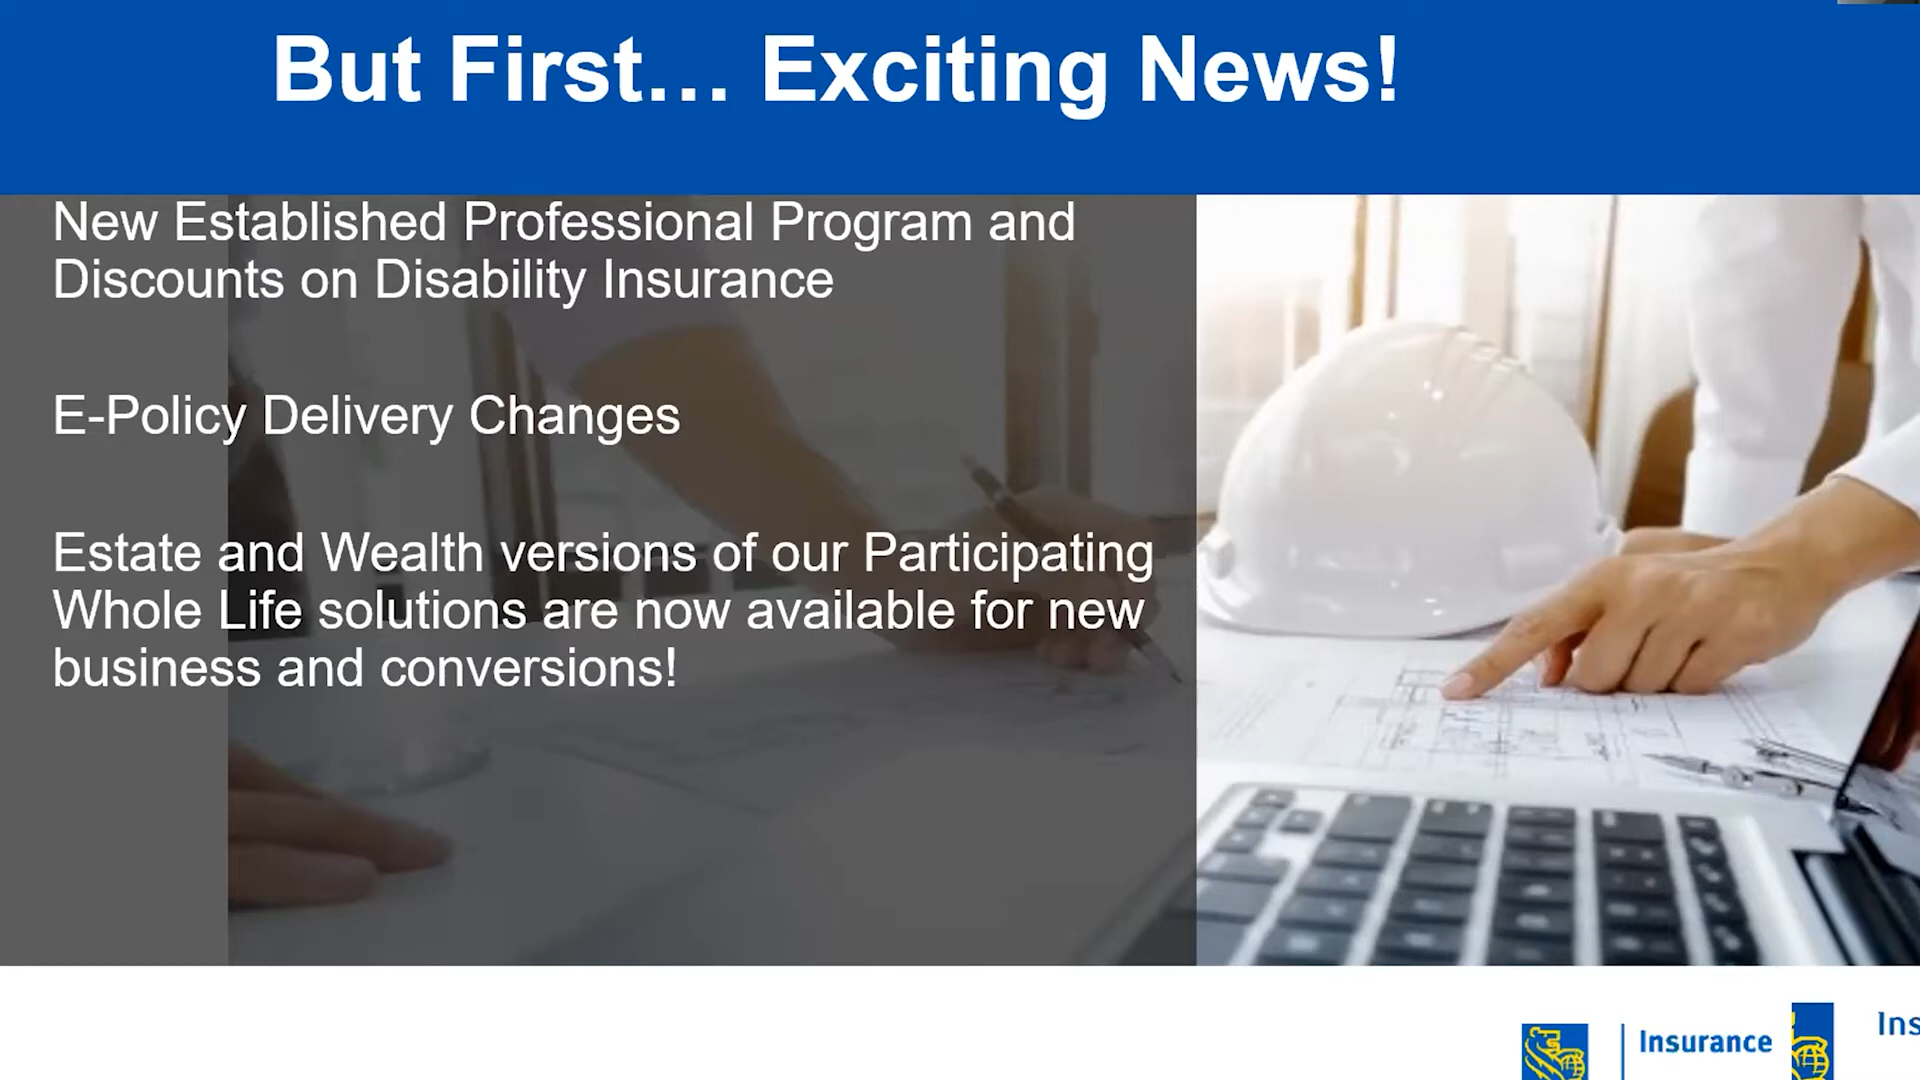 But First... Exciting News!
New Established Professional Program and
Discounts on Disability Insurance
E-Policy Delivery Changes
Estate and Wealth versions of our Participating
Whole Life solutions are now available for new
business and conversions!
Insurance
Ins